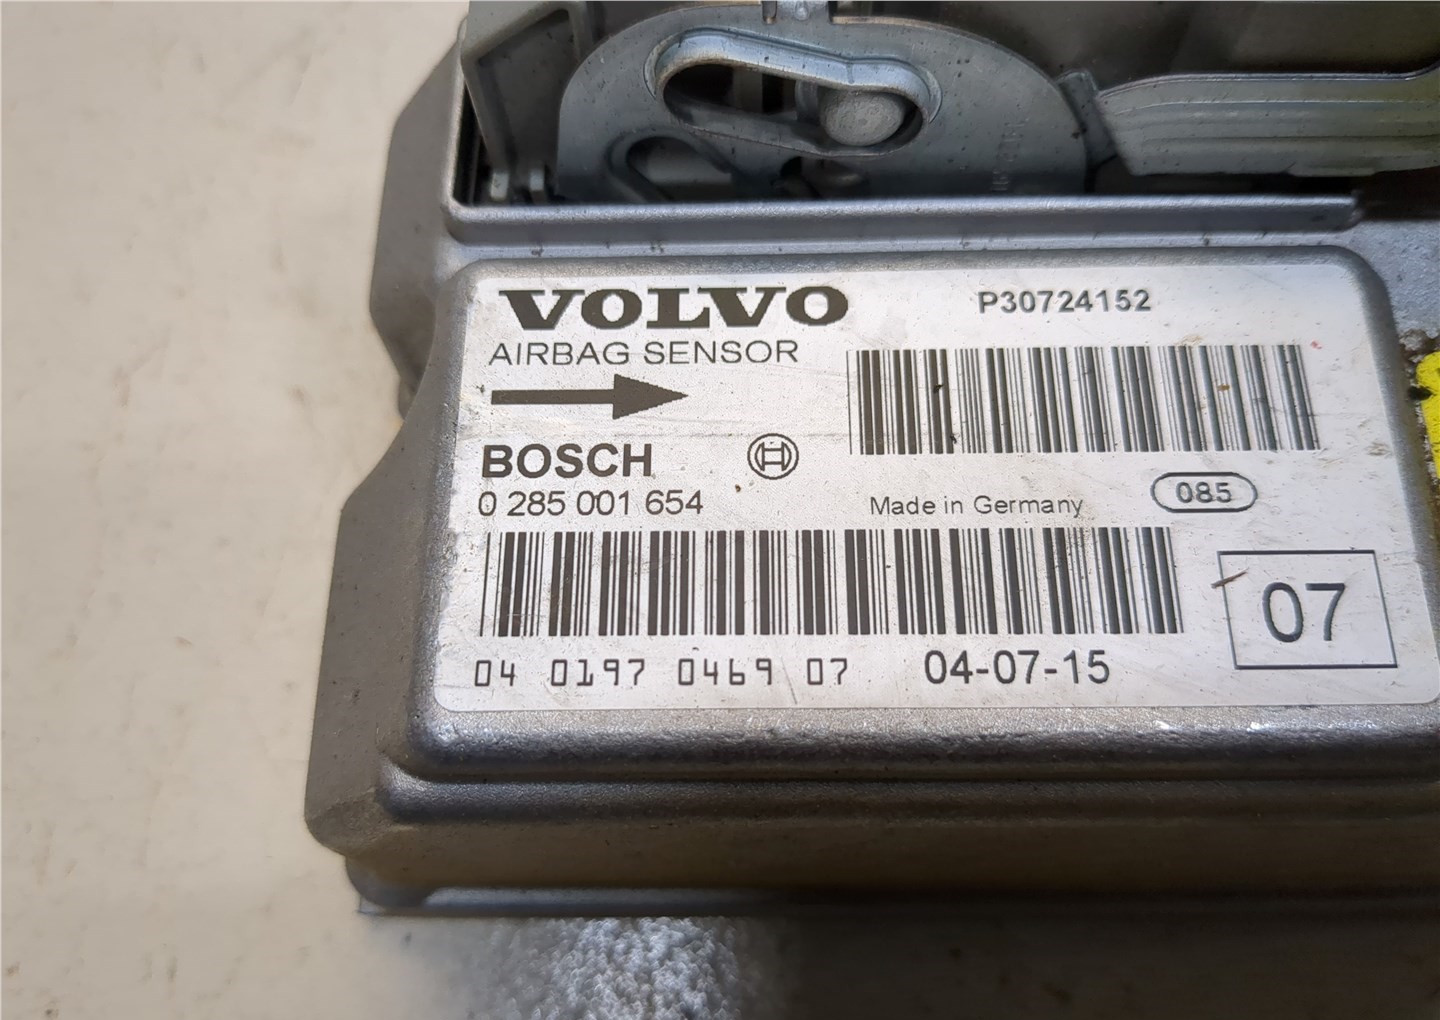 VOLVO
P30724152
AIRBAG SENSOR
BOSCH
0 285 001 654
Made in Germany
085
07
04 0197 0469 07
04-07-15